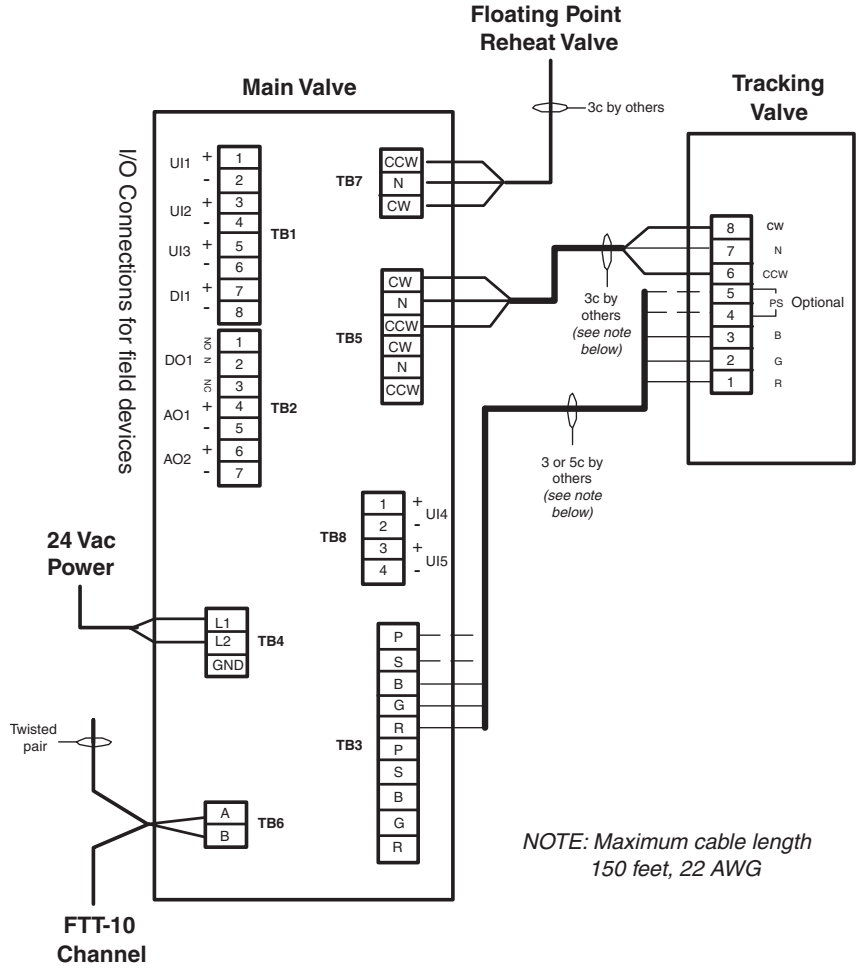 Floating Point
Reheat Valve
3c by others
Main Valve
Tracking
Valve
I/O Connections for field devices
UI1 + 1
- 2
UI2 + 3
- 4
UI3 + 5
- 6
DI1 + 7
- 8
TB1
NO 1
DO1 N 2
NC 3
AO1 + 4
- 5
AO2 + 6
- 7
TB2
TB7
CCW
N
CW
TB5
CW
N
CCW
CW
N
CCW
3c by
others
(see note
below)
8 CW
7 N
6 CCW
5
4
PS Optional
3 B
2 G
1 R
3 or 5c by
others
(see note
below)
TB8
1 + UI4
2 -
3 + UI5
4 -
24 Vac
Power
L1
L2
GND
TB4
TB3
P
S
B
G
R
P
S
B
G
R
Twisted
pair
A
B
TB6
FTT-10
Channel
NOTE: Maximum cable length
150 feet, 22 AWG